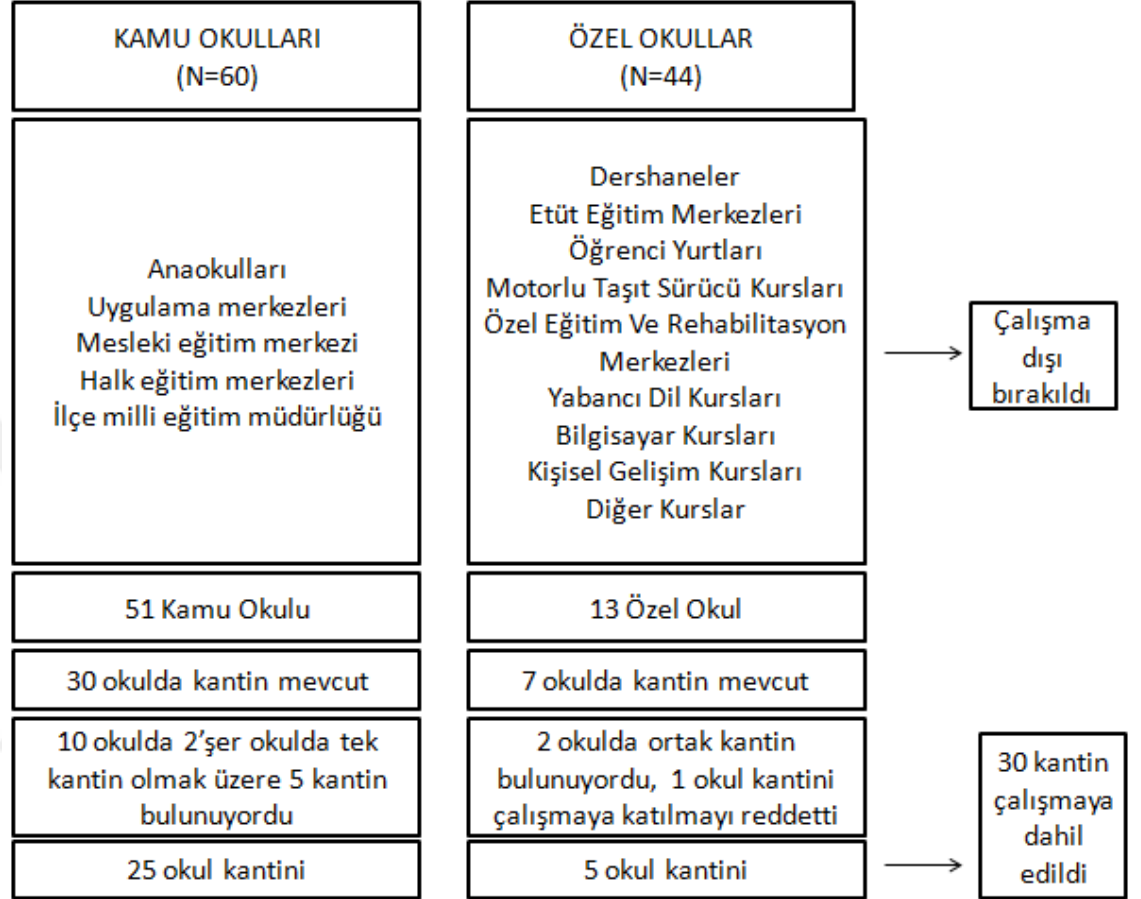 KAMU OKULLARI
(N=60)
ÖZEL OKULLAR
(N=44)
Anaokulları
Uygulama merkezleri
Mesleki eğitim merkezi
Halk eğitim merkezleri
İlçe milli eğitim müdürlüğü
Dershaneler
Etüt Eğitim Merkezleri
Öğrenci Yurtları
Motorlu Taşıt Sürücü Kursları
Özel Eğitim Ve Rehabilitasyon
Merkezleri
Yabancı Dil Kursları
Bilgisayar Kursları
Kişisel Gelişim Kursları
Diğer Kurslar
Çalışma
dışı
bırakıldı
51 Kamu Okulu
13 Özel Okul
30 okulda kantin mevcut
7 okulda kantin mevcut
10 okulda 2’şer okulda tek
kantin olmak üzere 5 kantin
bulunuyordu
2 okulda ortak kantin
bulunuyordu, 1 okul kantini
çalışmaya katılmayı reddetti
25 okul kantini
5 okul kantini
30 kantin
çalışmaya
dahil
edildi